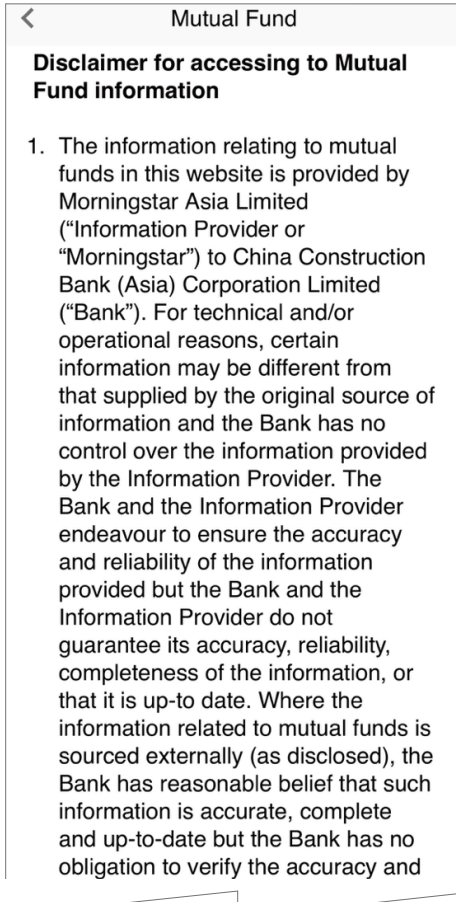 Mutual Fund
Disclaimer for accessing to Mutual
Fund information
1. The information relating to mutual
funds in this website is provided by
Morningstar Asia Limited
(“Information Provider or
“Morningstar”) to China Construction
Bank (Asia) Corporation Limited
(“Bank”). For technical and/or
operational reasons, certain
information may be different from
that supplied by the original source of
information and the Bank has no
control over the information provided
by the Information Provider. The
Bank and the Information Provider
endeavour to ensure the accuracy
and reliability of the information
provided but the Bank and the
Information Provider do not
guarantee its accuracy, reliability,
completeness of the information, or
that it is up-to date. Where the
information related to mutual funds is
sourced externally (as disclosed), the
Bank has reasonable belief that such
information is accurate, complete
and up-to-date but the Bank has no
obligation to verify the accuracy and